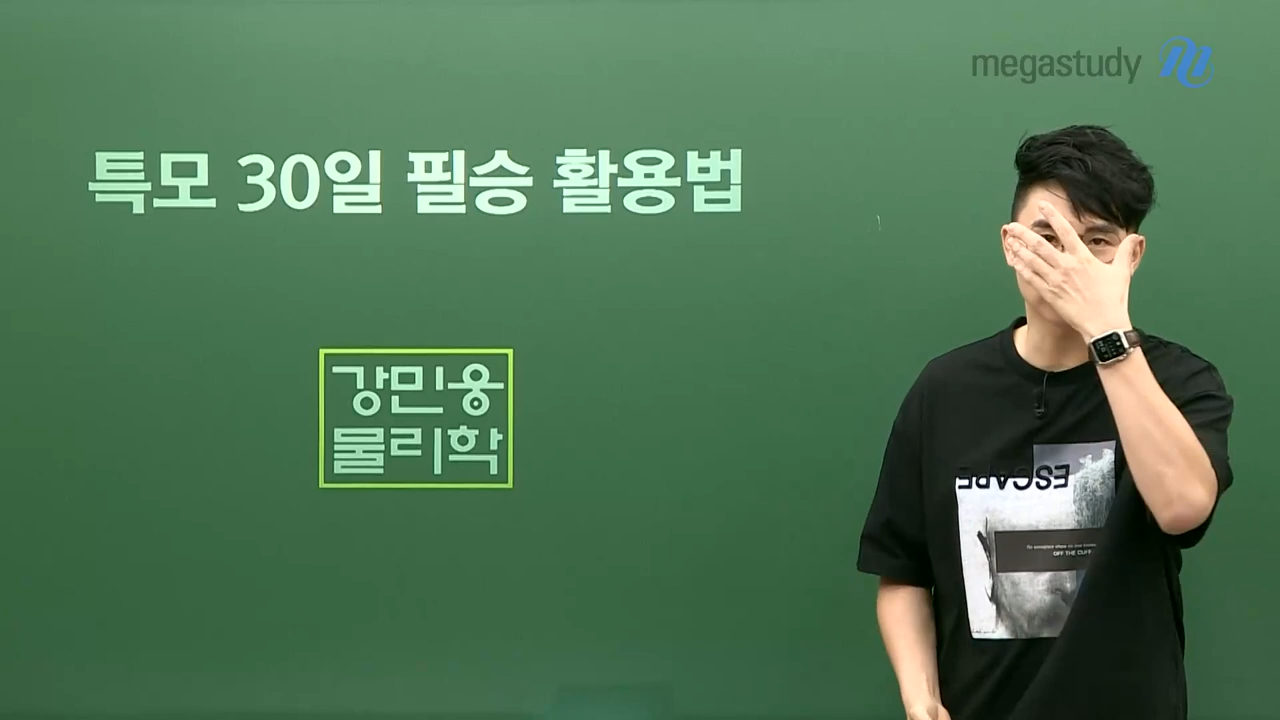 megastudy
특모 30일 필승 활용법
강민웅
물리학
ESCAPE
OFF THE CUFF